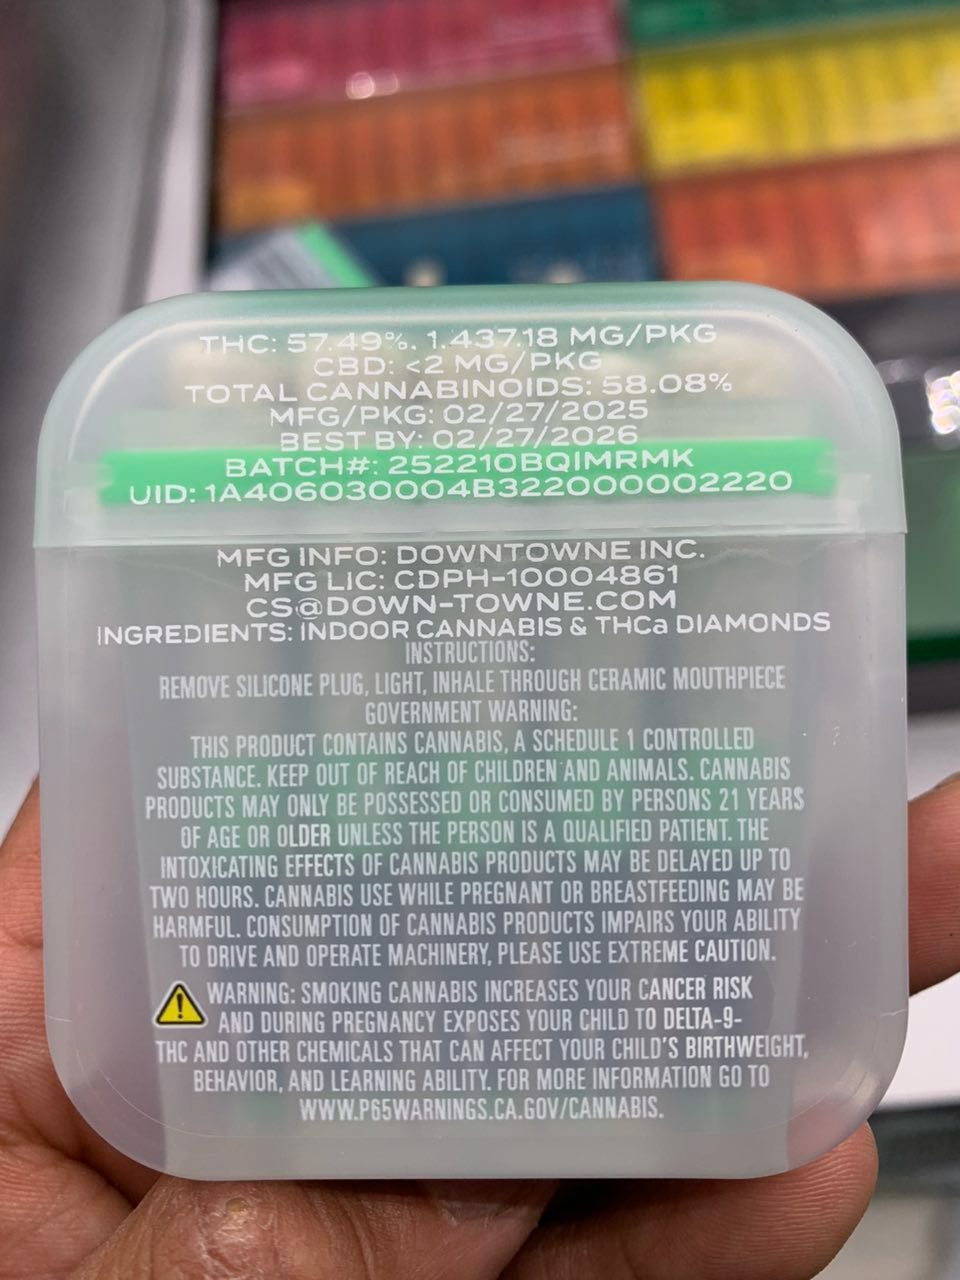 THC: 57.49%. 1.437.18 MG/PKG
CBD: <2 MG/PKG
TOTAL CANNABINOIDS: 58.08%
MFG/PKG: 02/27/2025
BEST BY: 02/27/2026
BATCH#: 252210BQIMRMK
UID: 1A406030004B322000002220
MFG INFO: DOWNTOWNE INC.
MFG LIC: CDPH-10004861
CS@DOWN-TOWNE.COM
INGREDIENTS: INDOOR CANNABIS & THCa DIAMONDS
INSTRUCTIONS:
REMOVE SILICONE PLUG, LIGHT, INHALE THROUGH CERAMIC MOUTHPIECE
GOVERNMENT WARNING:
THIS PRODUCT CONTAINS CANNABIS, A SCHEDULE 1 CONTROLLED
SUBSTANCE. KEEP OUT OF REACH OF CHILDREN AND ANIMALS. CANNABIS
PRODUCTS MAY ONLY BE POSSESSED OR CONSUMED BY PERSONS 21 YEARS
OF AGE OR OLDER UNLESS THE PERSON IS A QUALIFIED PATIENT. THE
INTOXICATING EFFECTS OF CANNABIS PRODUCTS MAY BE DELAYED UP TO
TWO HOURS. CANNABIS USE WHILE PREGNANT OR BREASTFEEDING MAY BE
HARMFUL. CONSUMPTION OF CANNABIS PRODUCTS IMPAIRS YOUR ABILITY
TO DRIVE AND OPERATE MACHINERY, PLEASE USE EXTREME CAUTION.
WARNING: SMOKING CANNABIS INCREASES YOUR CANCER RISK
AND DURING PREGNANCY EXPOSES YOUR CHILD TO DELTA-9-
THC AND OTHER CHEMICALS THAT CAN AFFECT YOUR CHILD'S BIRTHWEIGHT,
BEHAVIOR, AND LEARNING ABILITY. FOR MORE INFORMATION GO TO
WWW.P65WARNINGS.CA.GOV/CANNABIS.